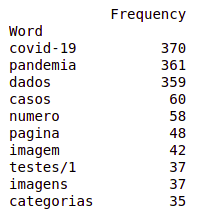 Frequency
Word
covid-19 370
pandemia 361
dados 359
casos 60
numero 58
pagina 48
imagem 42
testes/1 37
imagens 37
categorias 35